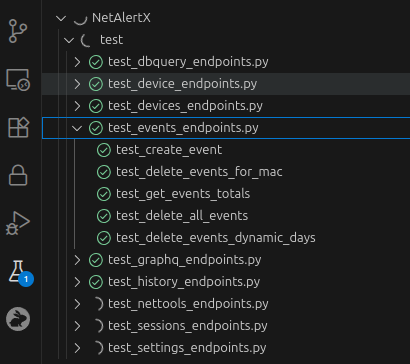 NetAlertX
test
test_dbquery_endpoints.py
test_device_endpoints.py
test_devices_endpoints.py
test_events_endpoints.py
test_create_event
test_delete_events_for_mac
test_get_events_totals
test_delete_all_events
test_delete_events_dynamic_days
test_graphq_endpoints.py
test_history_endpoints.py
test_nettools_endpoints.py
1
test_sessions_endpoints.py
test_settings_endpoints.py